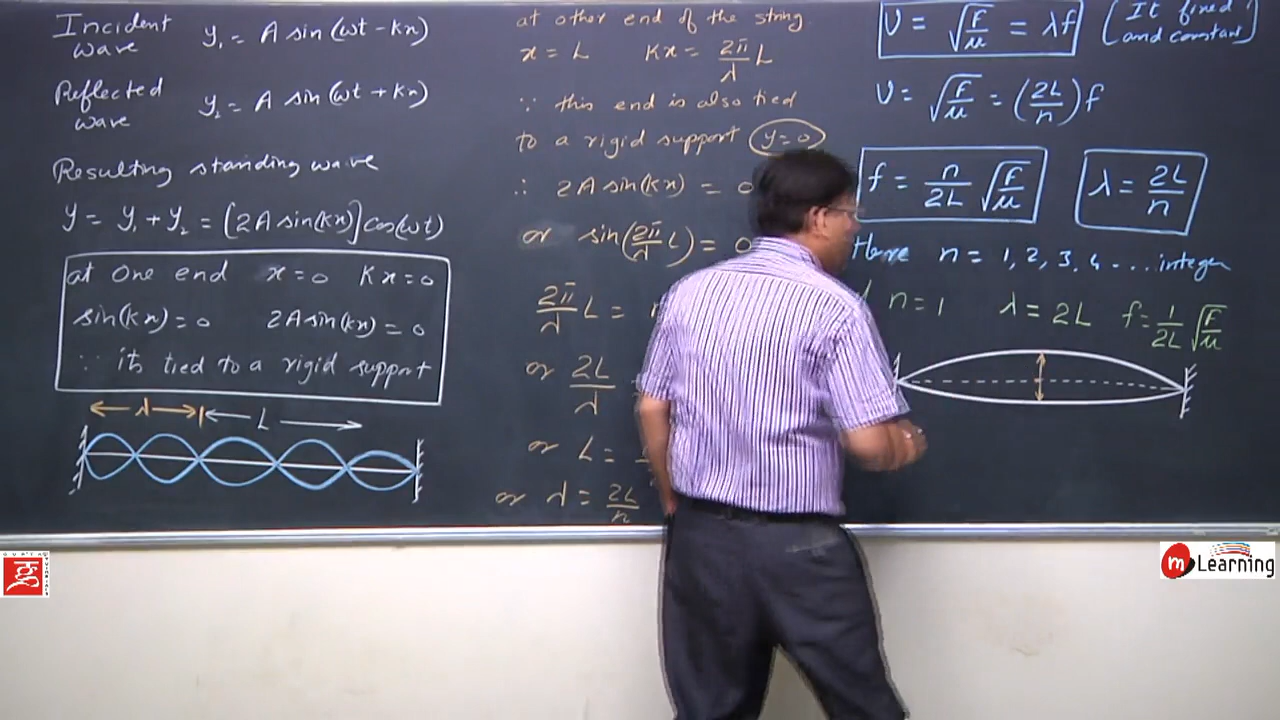 Incident wave y₁ = A sin(ωt - kx)
Reflected wave y₂ = A sin(ωt + kx)
Resulting standing wave
y = y₁ + y₂ = [2A sin(kx)] cos(ωt)
at one end x = 0 Kx = 0
sin(kx) = 0 2A sin(kx) = 0
∵ its tied to a rigid support
λ L
at other end of the string
x = L Kx = 2π/λ L
∵ this end is also tied
to a rigid support y = 0
∴ 2A sin(kx) = 0
or sin(2π/λ L) = 0
2π/λ L =
or 2L/λ
or L =
or λ = 2L/n
v = √(F/μ) = λf (It fixed and constant)
v = √(F/μ) = (2L/n) f
f = n/2L √(F/μ) λ = 2L/n
Here n = 1, 2, 3, 4 .... integer
n = 1 λ = 2L f = 1/2L √(F/μ)
m Learning